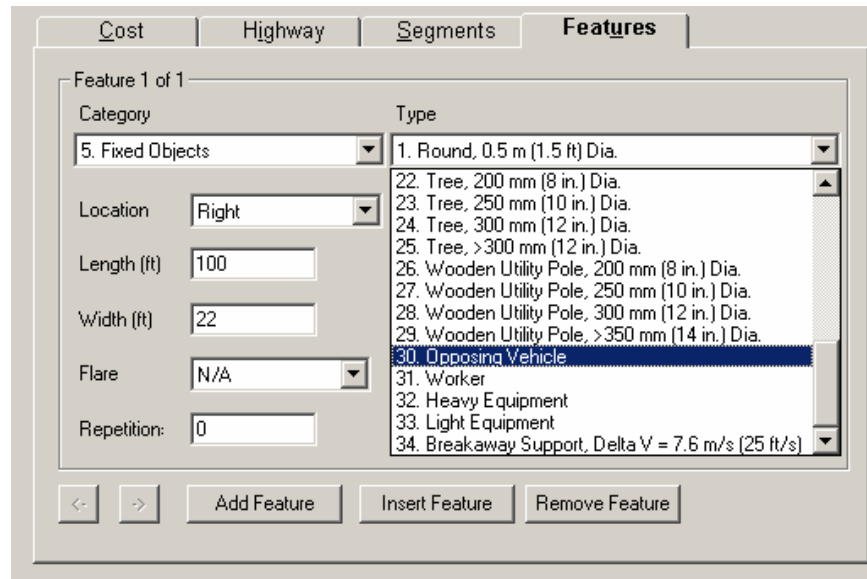 Cost Highway Segments Features
Feature 1 of 1
Category Type
5. Fixed Objects 1. Round, 0.5 m (1.5 ft) Dia.
22. Tree, 200 mm (8 in.) Dia.
23. Tree, 250 mm (10 in.) Dia.
Location Right
24. Tree, 300 mm (12 in.) Dia.
25. Tree, >300 mm (12 in.) Dia.
Length (ft) 100
26. Wooden Utility Pole, 200 mm (8 in.) Dia.
27. Wooden Utility Pole, 250 mm (10 in.) Dia.
Width (ft) 22
28. Wooden Utility Pole, 300 mm (12 in.) Dia.
29. Wooden Utility Pole, >350 mm (14 in.) Dia.
30. Opposing Vehicle
Flare N/A
31. Worker
32. Heavy Equipment
Repetition: 0
33. Light Equipment
34. Breakaway Support, Delta V = 7.6 m/s (25 ft/s)
<- -> Add Feature Insert Feature Remove Feature